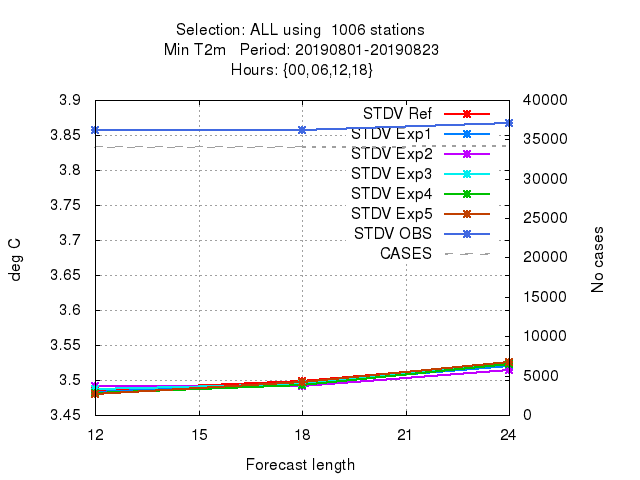 Selection: ALL using  1006 stations
Min T2m   Period: 20190801-20190823
Hours: {00,06,12,18}
3.9
3.85
3.8
3.75
3.7
3.65
3.6
3.55
3.5
3.45
deg C
STDV Ref
STDV Exp1
STDV Exp2
STDV Exp3
STDV Exp4
STDV Exp5
STDV OBS
CASES
40000
35000
30000
25000
20000
15000
10000
5000
0
No cases
12 15 18 21 24
Forecast length